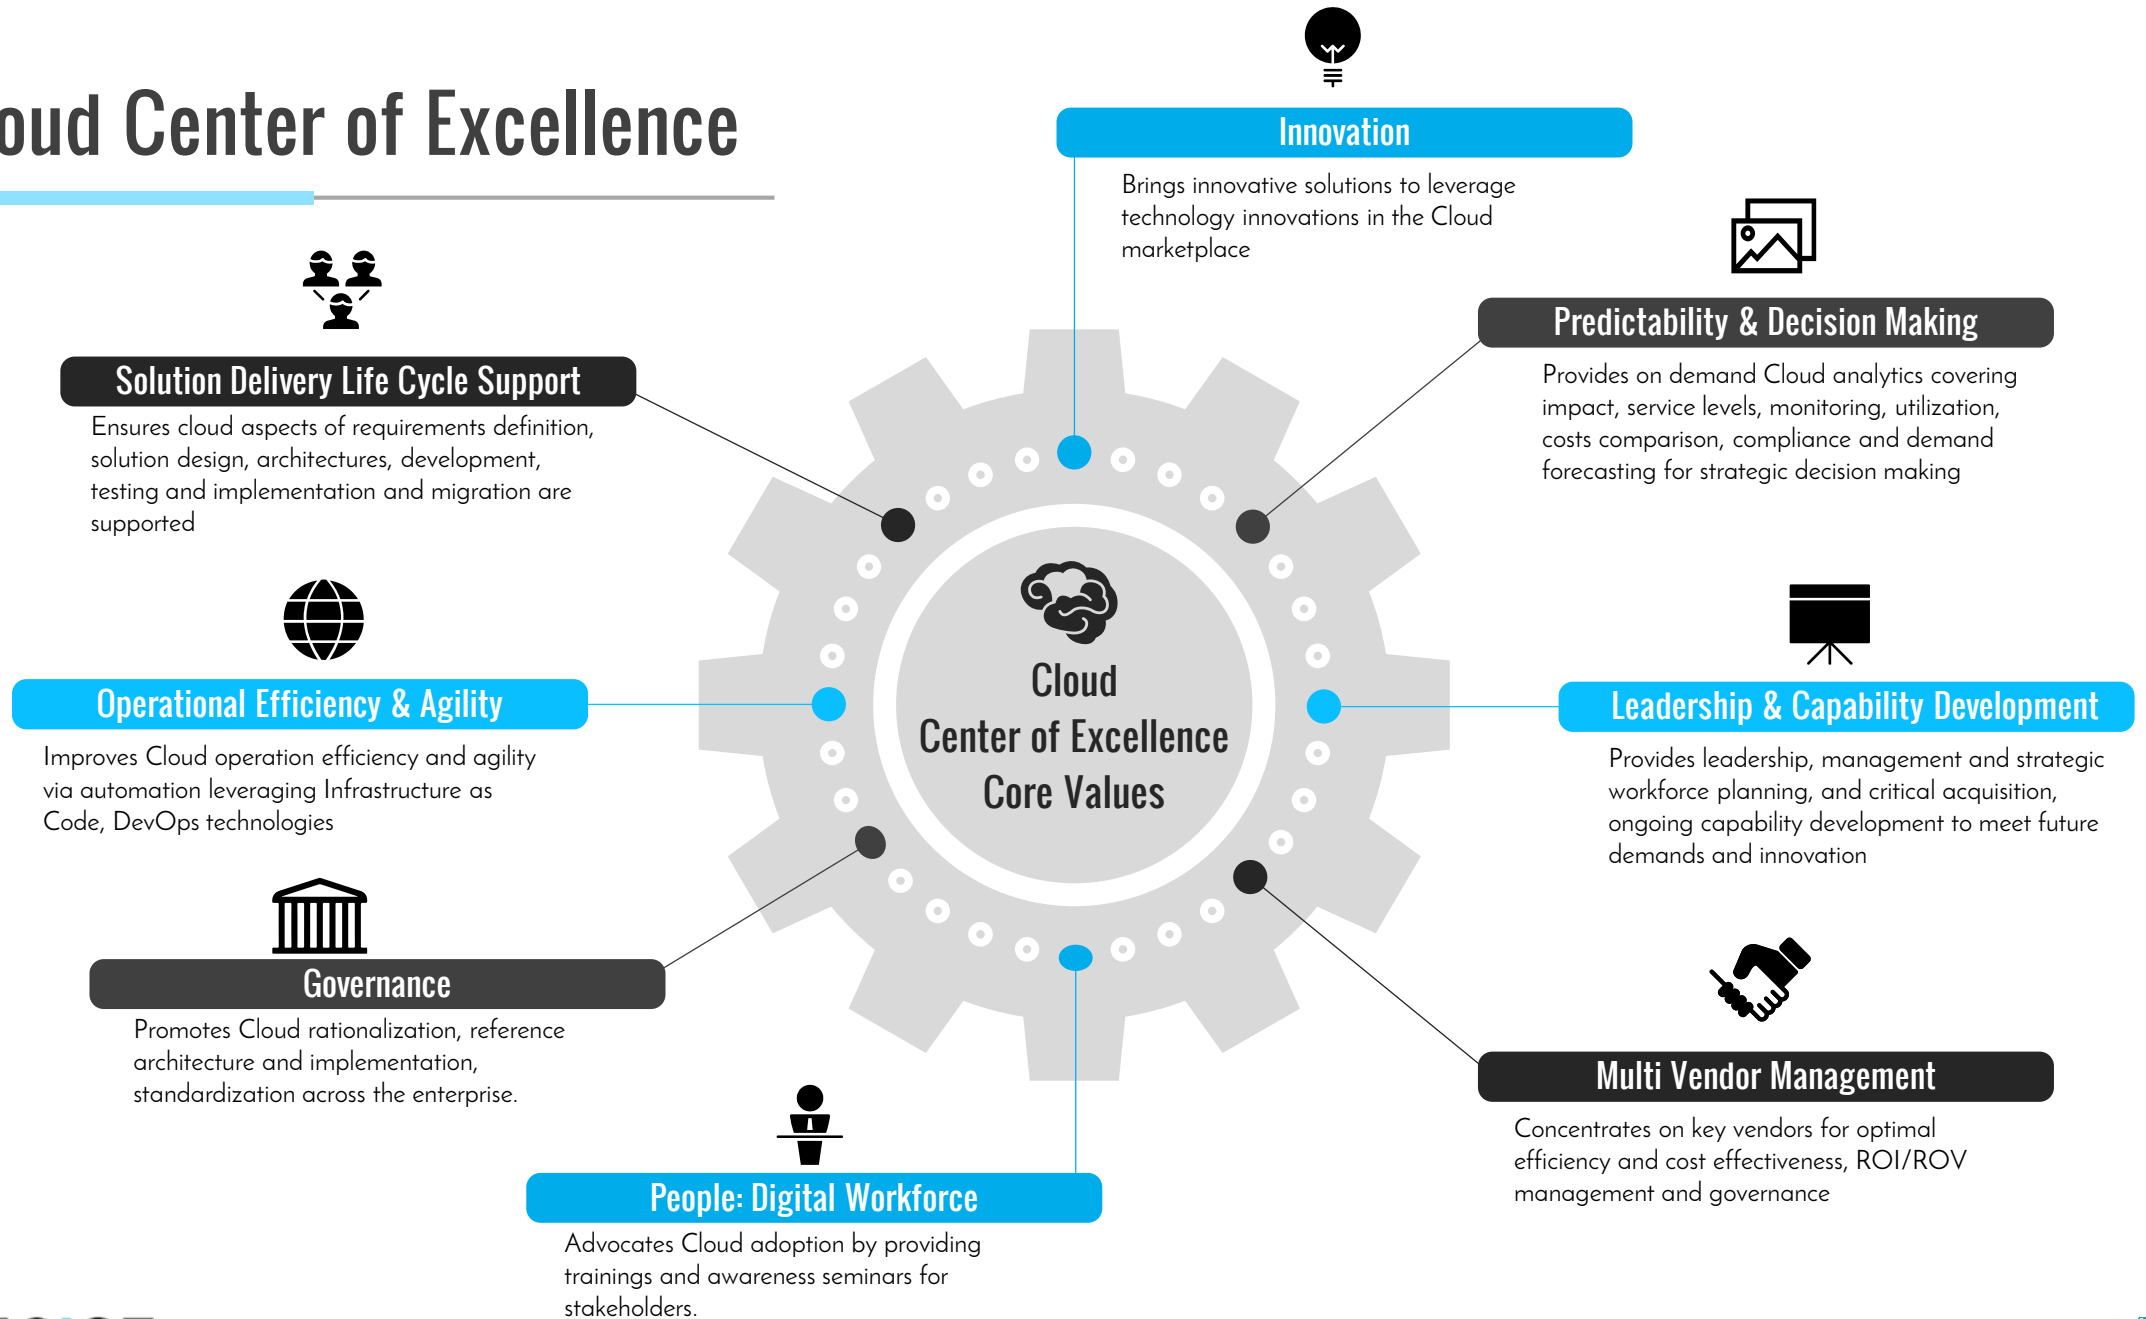 oud Center of Excellence
Innovation
Brings innovative solutions to leverage
technology innovations in the Cloud
marketplace
Predictability & Decision Making
Provides on demand Cloud analytics covering
impact, service levels, monitoring, utilization,
costs comparison, compliance and demand
forecasting for strategic decision making
Solution Delivery Life Cycle Support
Ensures cloud aspects of requirements definition,
solution design, architectures, development,
testing and implementation and migration are
supported
Cloud
Center of Excellence
Core Values
Operational Efficiency & Agility
Improves Cloud operation efficiency and agility
via automation leveraging Infrastructure as
Code, DevOps technologies
Leadership & Capability Development
Provides leadership, management and strategic
workforce planning, and critical acquisition,
ongoing capability development to meet future
demands and innovation
Governance
Promotes Cloud rationalization, reference
architecture and implementation,
standardization across the enterprise.
Multi Vendor Management
Concentrates on key vendors for optimal
efficiency and cost effectiveness, ROI/ROV
management and governance
People: Digital Workforce
Advocates Cloud adoption by providing
trainings and awareness seminars for
stakeholders.